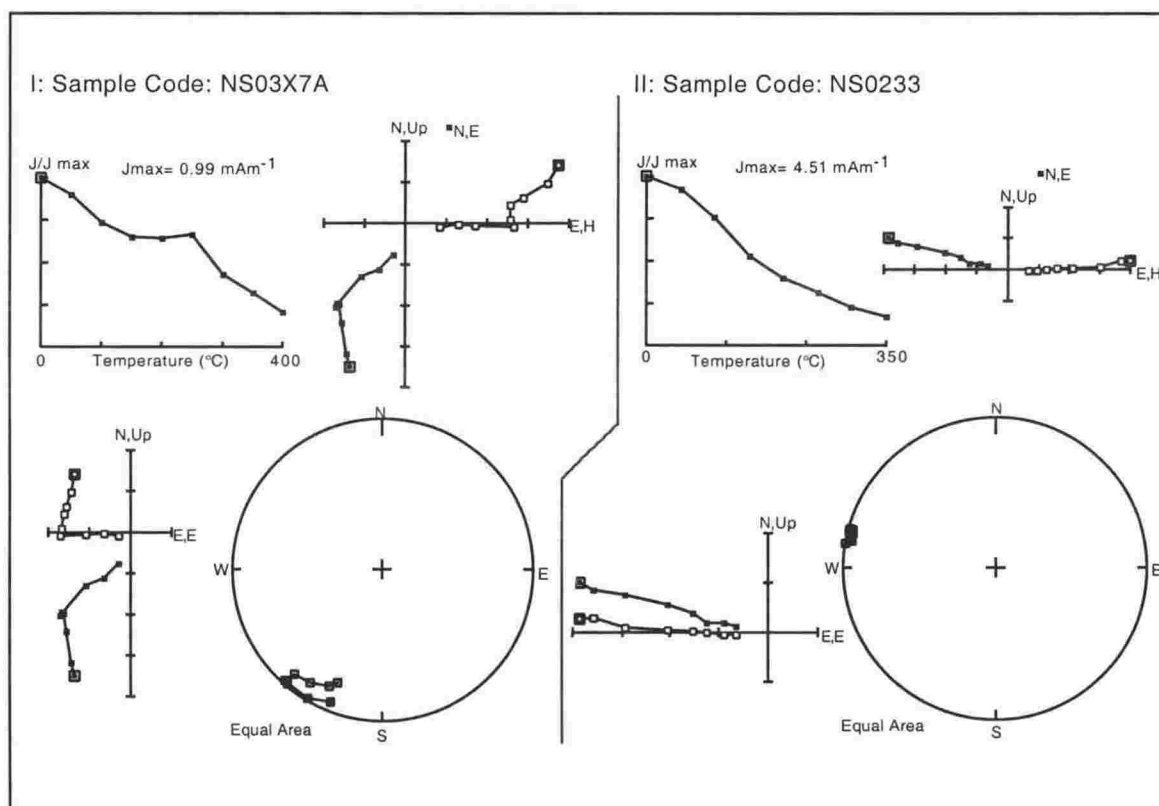 I: Sample Code: NS03X7A
N,Up ▪N,E
J/J max
Jmax= 0.99 mAm⁻¹
E,H
0 Temperature (°C) 400
N,Up
E,E
N
W
E
S
Equal Area
II: Sample Code: NS0233
J/J max
Jmax= 4.51 mAm⁻¹
▪N,E
N,Up
E,H
0 Temperature (°C) 350
N
N,Up
W
E
E,E
S
Equal Area